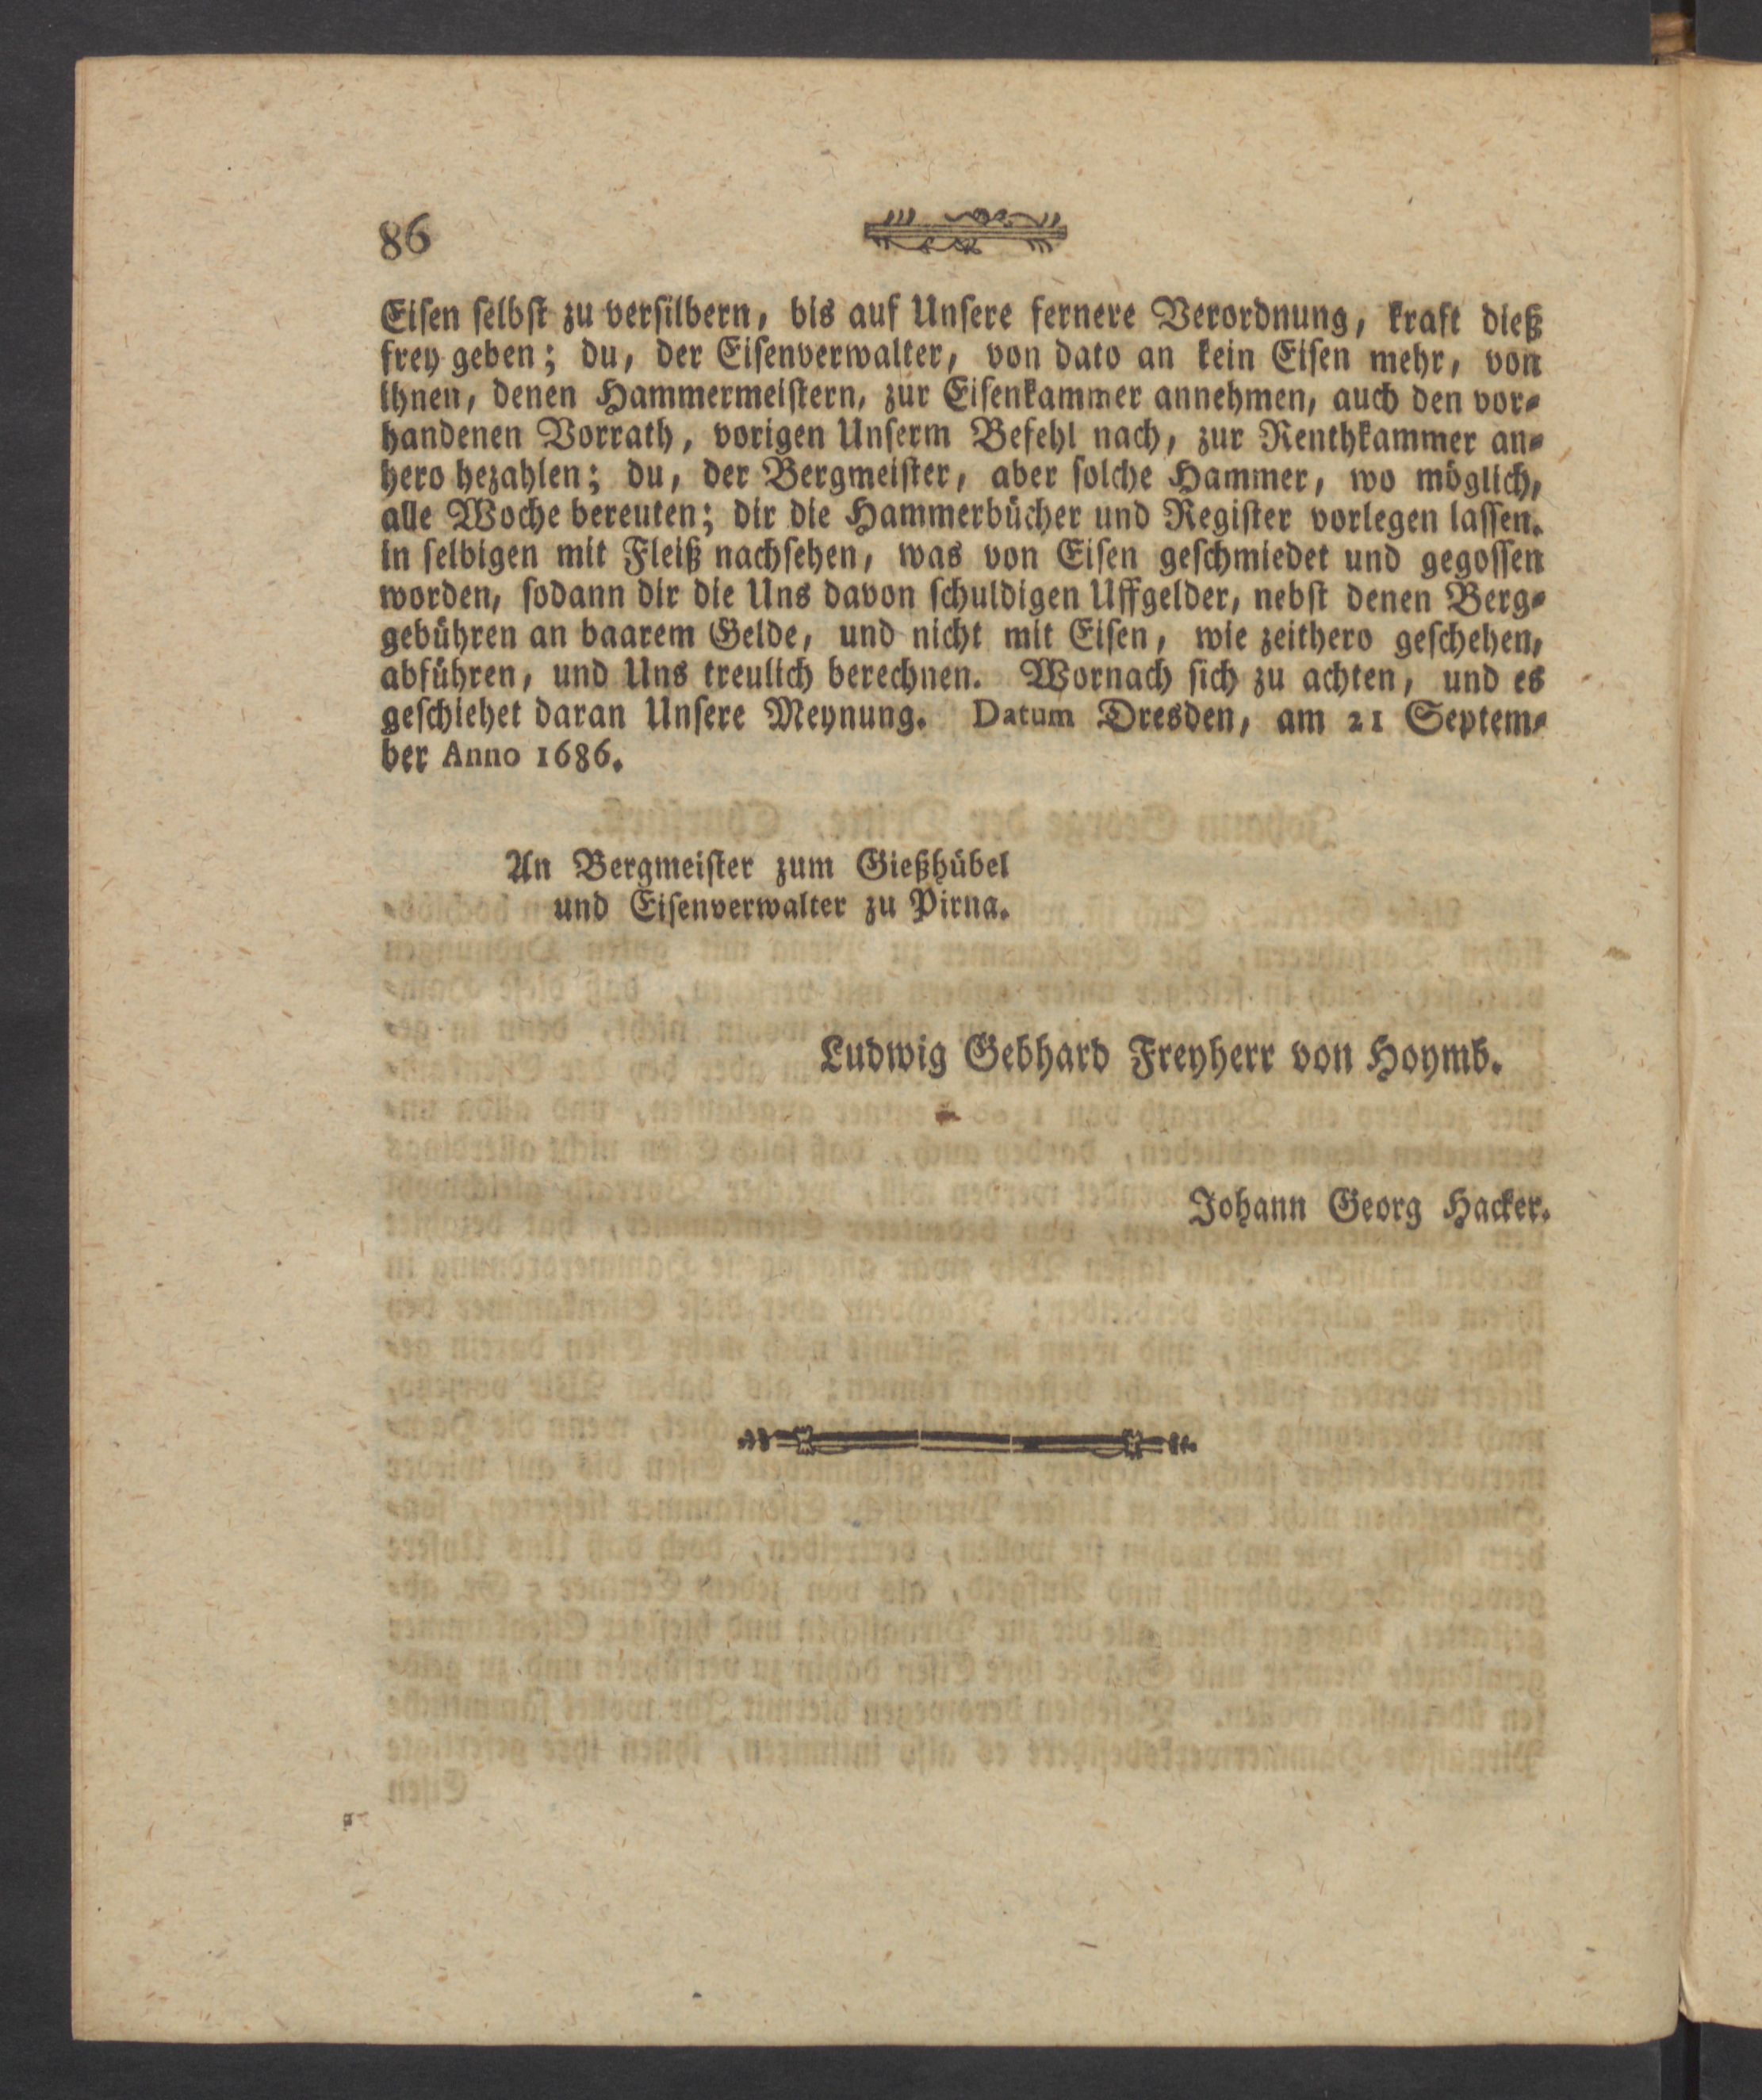 86
Eisen selbst zu versilbern, bis auf Unsere fernere Verordnung, kraft dieß
frey geben; du, der Eisenverwalter, von dato an kein Eisen mehr, von
ihnen, denen Hammermeistern, zur Eisenkammer annehmen, auch den vor-
handenen Vorrath, vorigen Unserm Befehl nach, zur Renthkammer an-
hero hezahlen; du, der Bergmeister, aber solche Hammer, wo möglich,
alle Woche bereuten; dir die Hammerbücher und Register vorlegen lassen.
in selbigen mit Fleiß nachsehen, was von Eisen geschmiedet und gegossen
worden, sodann dir die Uns davon schuldigen Uffgelder, nebst denen Berg-
gebühren an baarem Gelde, und nicht mit Eisen, wie zeithero geschehen,
abführen, und Uns treulich berechnen. Wornach sich zu achten, und es
geschiehet daran Unsere Meynung. Datum Dresden, am 21 Septem-
ber Anno 1686.
An Bergmeister zum Gießhübel
und Eisenverwalter zu Pirna.
Ludwig Gebhard Freyherr von Hoymb.
Johann Georg Hacker.